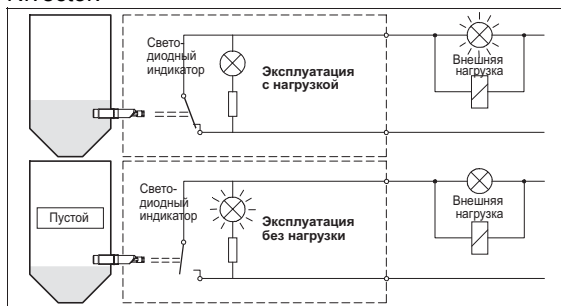 Свето-
диодный
индикатор
Эксплуатация
с нагрузкой
Внешняя
нагрузка
Пустой
Свето-
диодный
индикатор
Эксплуатация
без нагрузки
Внешняя
нагрузка